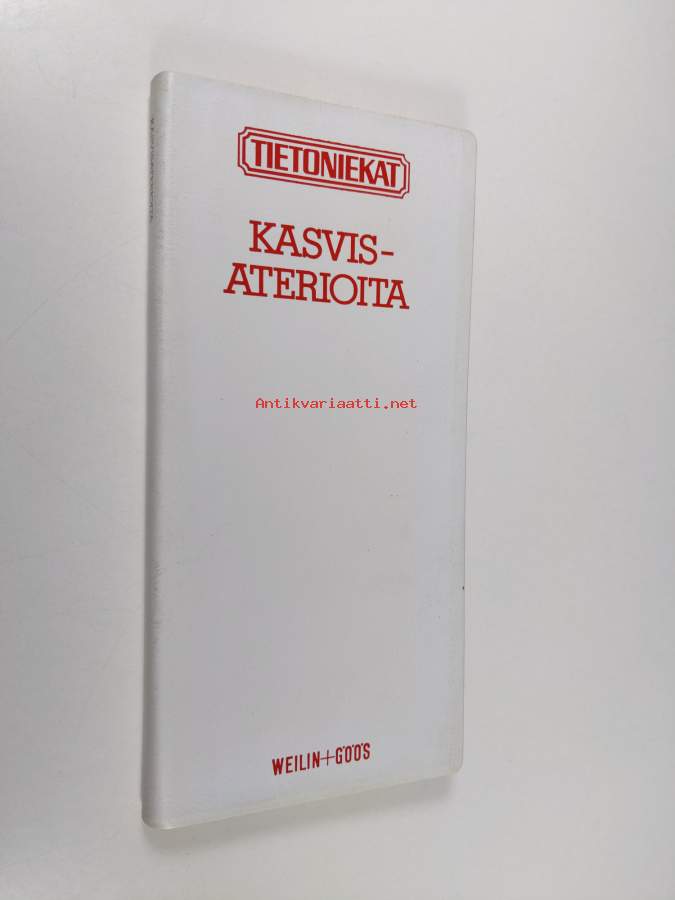 TIETONIEKAT
KASVIS-
ATERIOITA
Antikvariaatti.net
WEILIN+GÖÖS